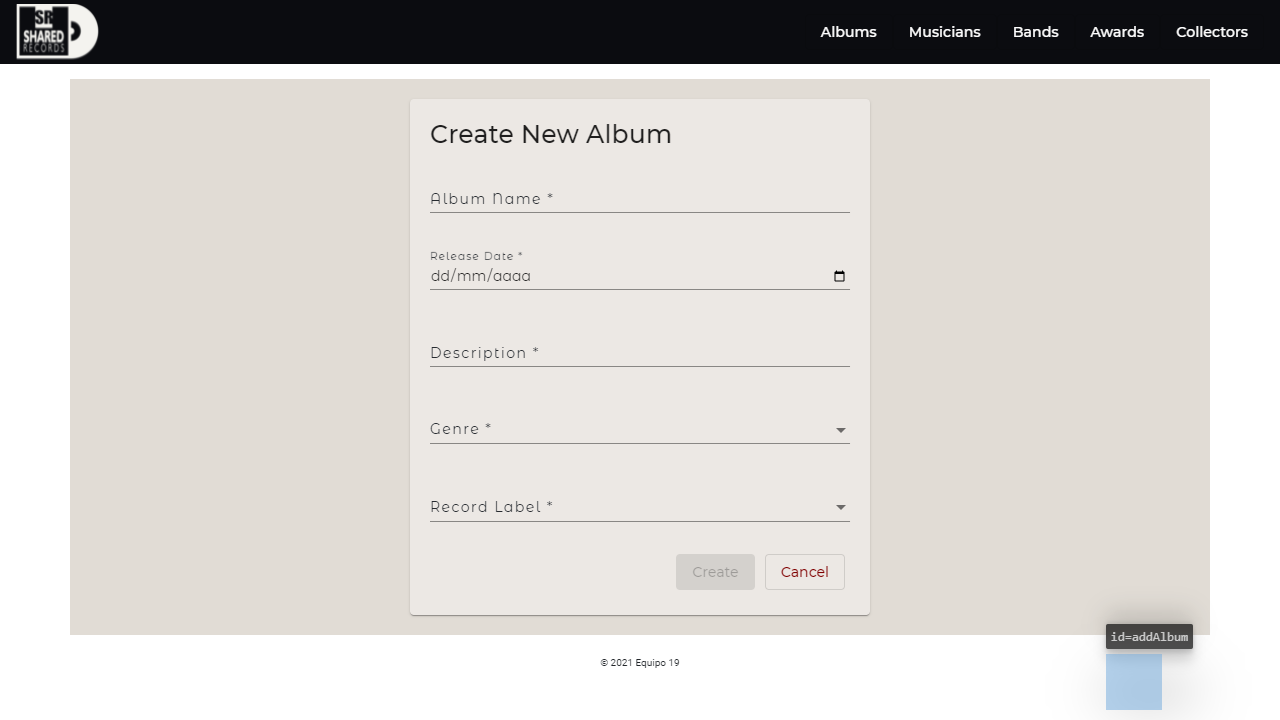 SR
SHARED
RECORDS
Albums Musicians Bands Awards Collectors
Create New Album
Album Name *
Release Date *
dd/mm/aaaa
Description *
Genre *
Record Label *
Create Cancel
id=addAlbum
© 2021 Equipo 19